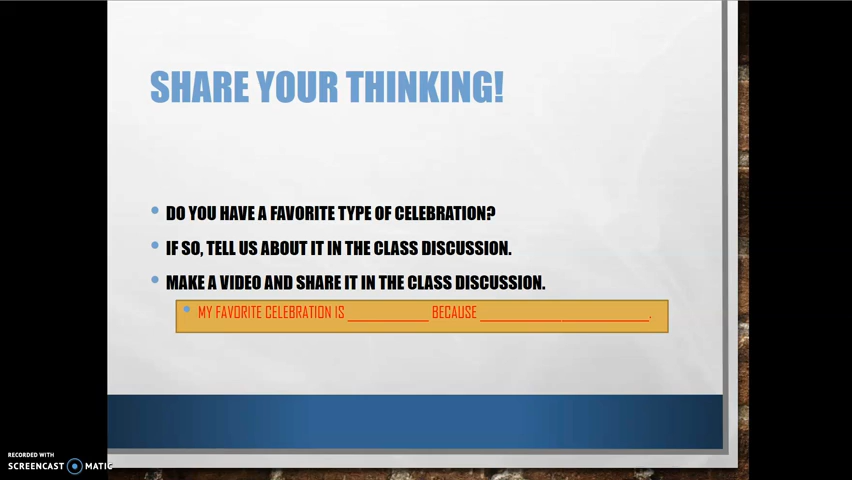 SHARE YOUR THINKING!
DO YOU HAVE A FAVORITE TYPE OF CELEBRATION?
IF SO, TELL US ABOUT IT IN THE CLASS DISCUSSION.
MAKE A VIDEO AND SHARE IT IN THE CLASS DISCUSSION.
MY FAVORITE CELEBRATION IS ____________ BECAUSE _________________________.
RECORDED WITH
SCREENCAST MATIC